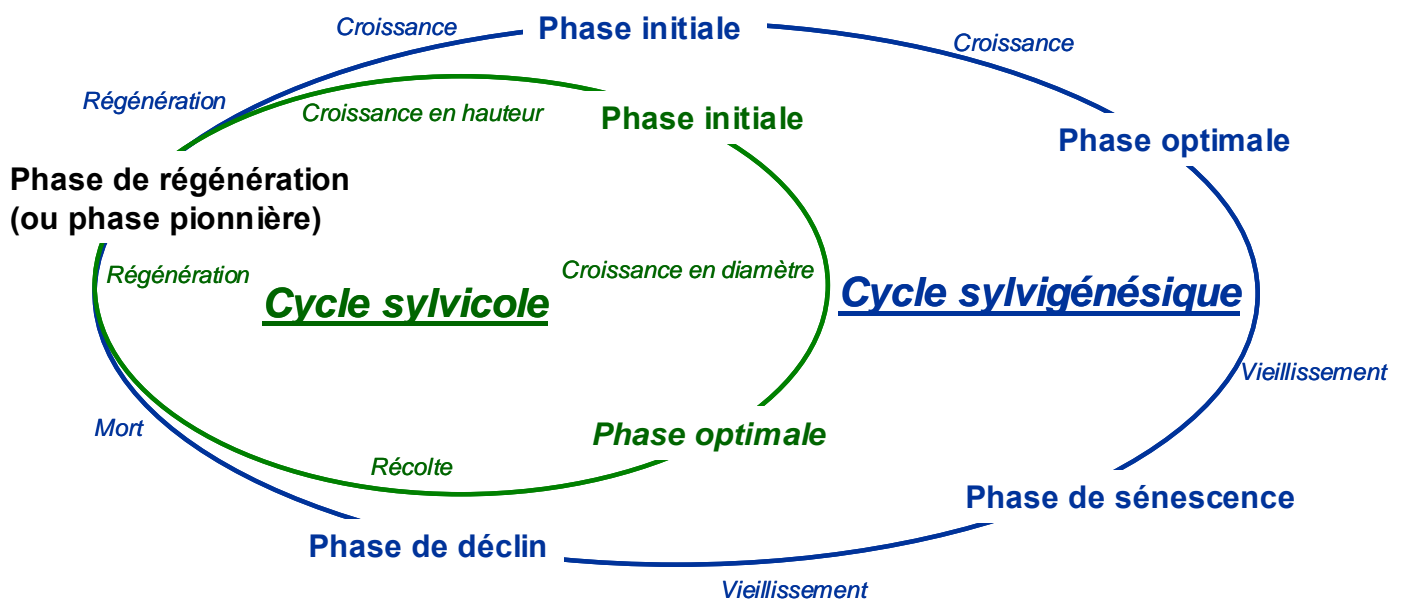 Croissance
Phase initiale
Croissance
Régénération
Croissance en hauteur
Phase initiale
Phase optimale
Phase de régénération
(ou phase pionnière)
Régénération
Croissance en diamètre
Cycle sylvicole
Cycle sylvigénésique
Vieillissement
Mort
Phase optimale
Récolte
Phase de sénescence
Phase de déclin
Vieillissement